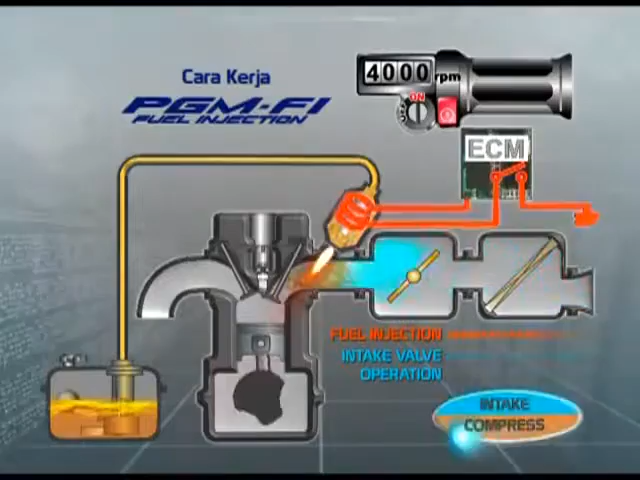 4000 rpm
ON
Cara Kerja
PGM-FI
FUEL INJECTION
ECM
FUEL INJECTION
INTAKE VALVE
OPERATION
INTAKE
COMPRESS